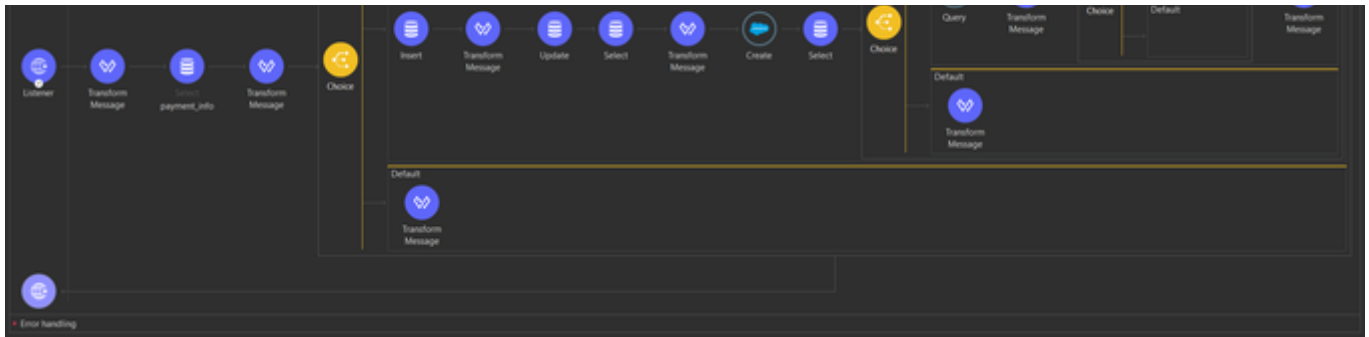 Query
Transform
Message
Choice
Default
Transform
Message
Insert
Transform
Message
Update
Select
Transform
Message
Create
Select
Choice
Listener
Transform
Message
Select
payment_info
Transform
Message
Choice
Default
Transform
Message
Default
Transform
Message
Error handling